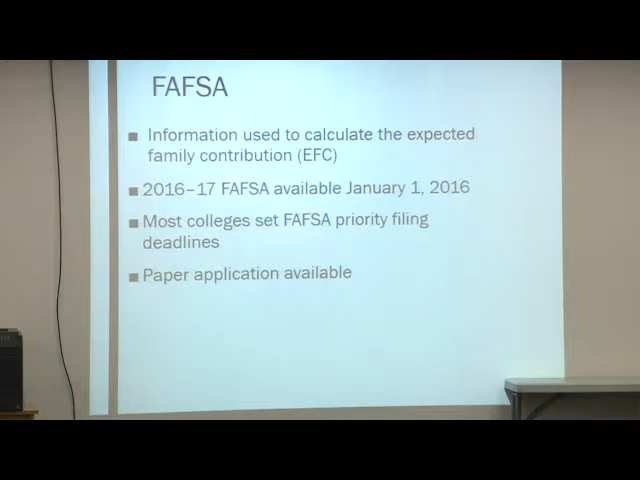 FAFSA
■ Information used to calculate the expected
family contribution (EFC)
■ 2016–17 FAFSA available January 1, 2016
■ Most colleges set FAFSA priority filing
deadlines
■ Paper application available